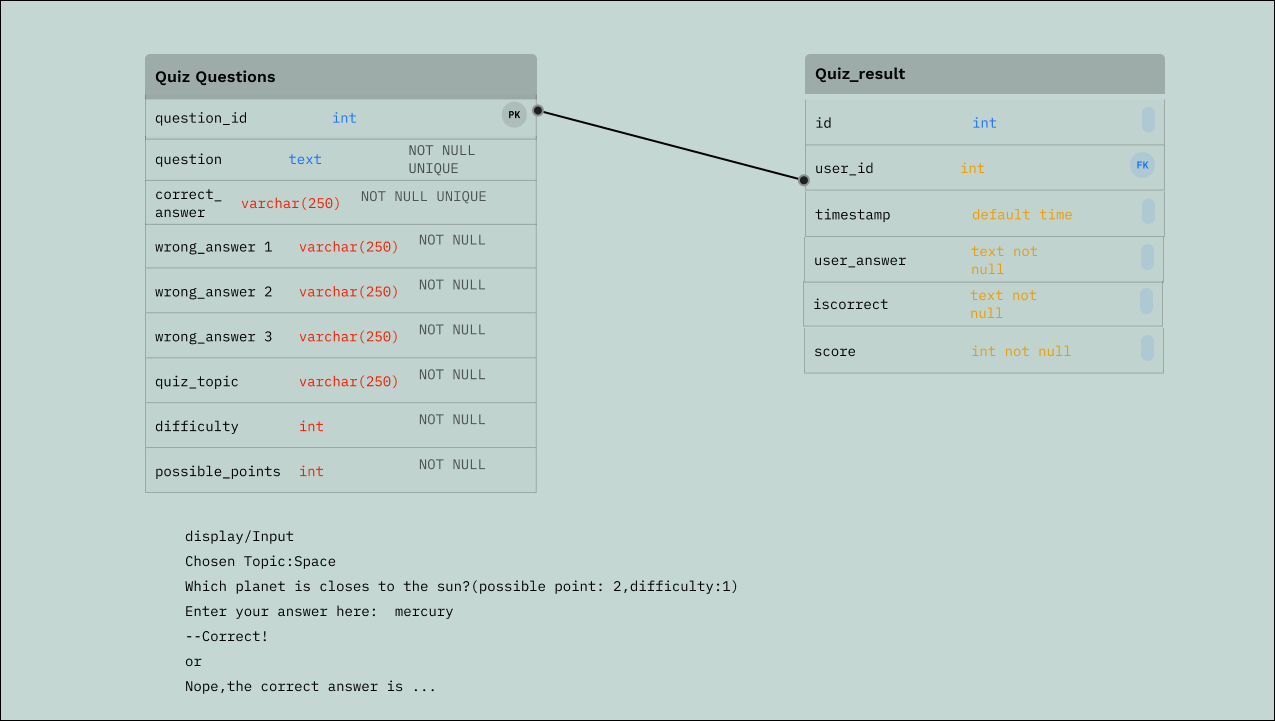 Quiz Questions
question_id int PK
question text NOT NULL
UNIQUE
correct_
answer varchar(250) NOT NULL UNIQUE
wrong_answer 1 varchar(250) NOT NULL
wrong_answer 2 varchar(250) NOT NULL
wrong_answer 3 varchar(250) NOT NULL
quiz_topic varchar(250) NOT NULL
difficulty int NOT NULL
possible_points int NOT NULL
Quiz_result
id int
user_id int FK
timestamp default time
user_answer text not
null
iscorrect text not
null
score int not null
display/Input
Chosen Topic:Space
Which planet is closes to the sun?(possible point: 2,difficulty:1)
Enter your answer here: mercury
--Correct!
or
Nope,the correct answer is ...